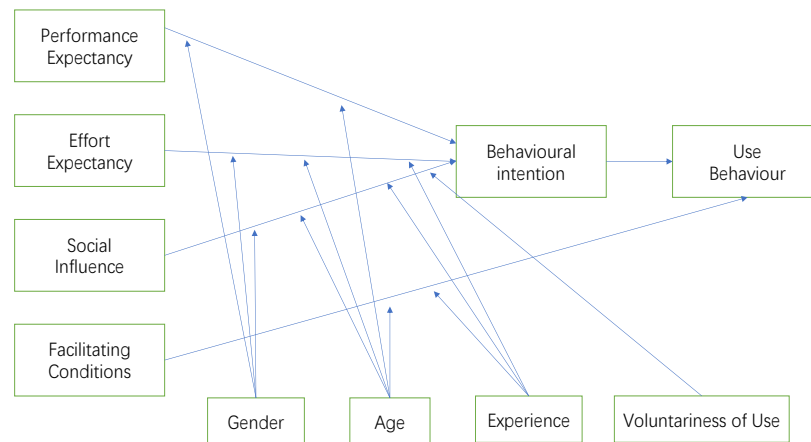 Performance
Expectancy
Effort
Expectancy
Behavioural
intention
Use
Behaviour
Social
Influence
Facilitating
Conditions
Gender
Age
Experience
Voluntariness of Use